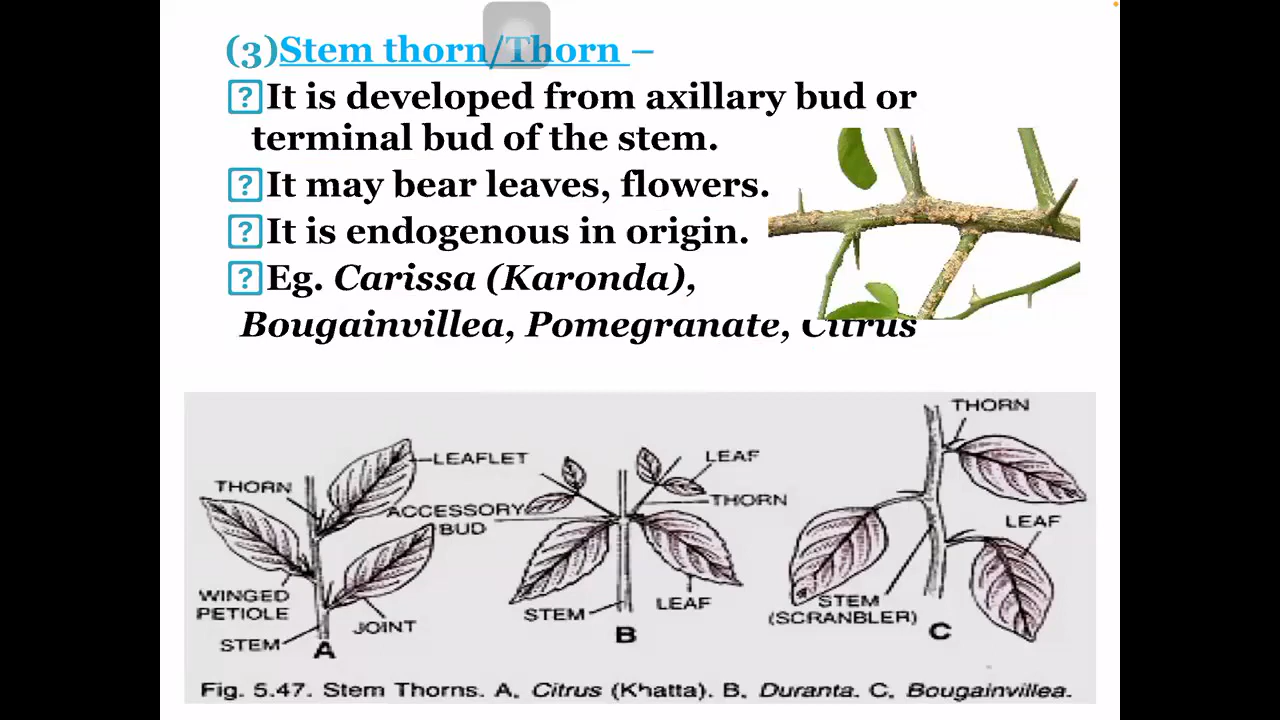 (3)Stem thorn/Thorn –
It is developed from axillary bud or
terminal bud of the stem.
It may bear leaves, flowers.
It is endogenous in origin.
Eg. Carissa (Karonda),
Bougainvillea, Pomegranate, Citrus
THORN
LEAFLET
WINGED
PETIOLE
STEM
JOINT
A
ACCESSORY
BUD
LEAF
THORN
STEM
LEAF
B
THORN
LEAF
STEM
(SCRANBLER)
C
Fig. 5.47. Stem Thorns. A, Citrus (Khatta). B, Duranta. C, Bougainvillea.